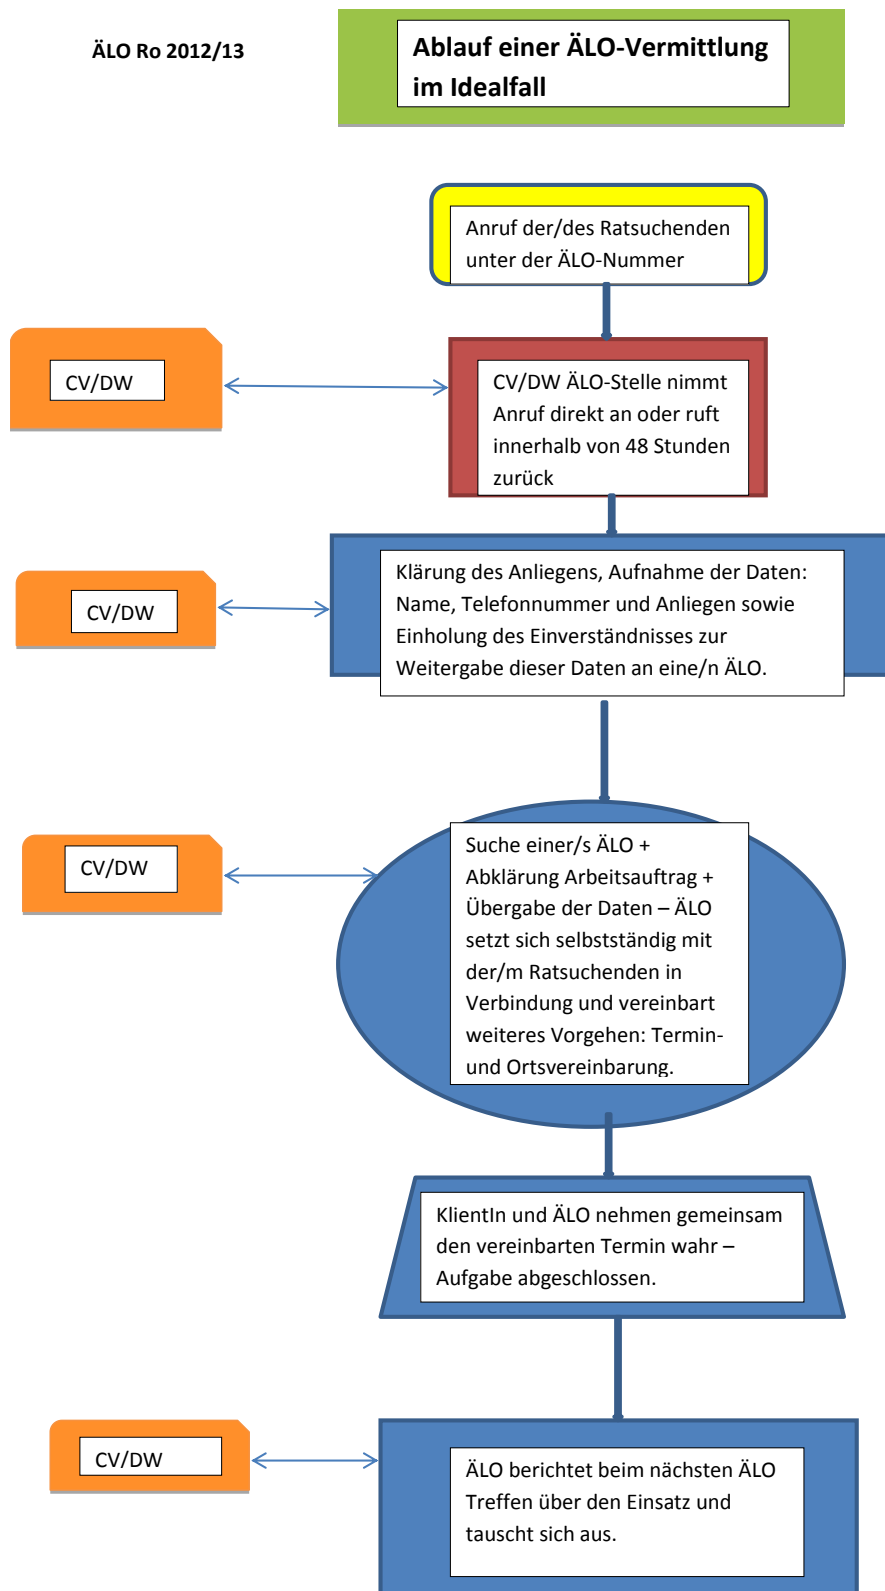 ÄLO Ro 2012/13
Ablauf einer ÄLO-Vermittlung
im Idealfall
Anruf der/des Ratsuchenden
unter der ÄLO-Nummer
CV/DW
CV/DW ÄLO-Stelle nimmt
Anruf direkt an oder ruft
innerhalb von 48 Stunden
zurück
CV/DW
Klärung des Anliegens, Aufnahme der Daten:
Name, Telefonnummer und Anliegen sowie
Einholung des Einverständnisses zur
Weitergabe dieser Daten an eine/n ÄLO.
CV/DW
Suche einer/s ÄLO +
Abklärung Arbeitsauftrag +
Übergabe der Daten – ÄLO
setzt sich selbstständig mit
der/m Ratsuchenden in
Verbindung und vereinbart
weiteres Vorgehen: Termin-
und Ortsvereinbarung.
KlientIn und ÄLO nehmen gemeinsam
den vereinbarten Termin wahr –
Aufgabe abgeschlossen.
CV/DW
ÄLO berichtet beim nächsten ÄLO
Treffen über den Einsatz und
tauscht sich aus.